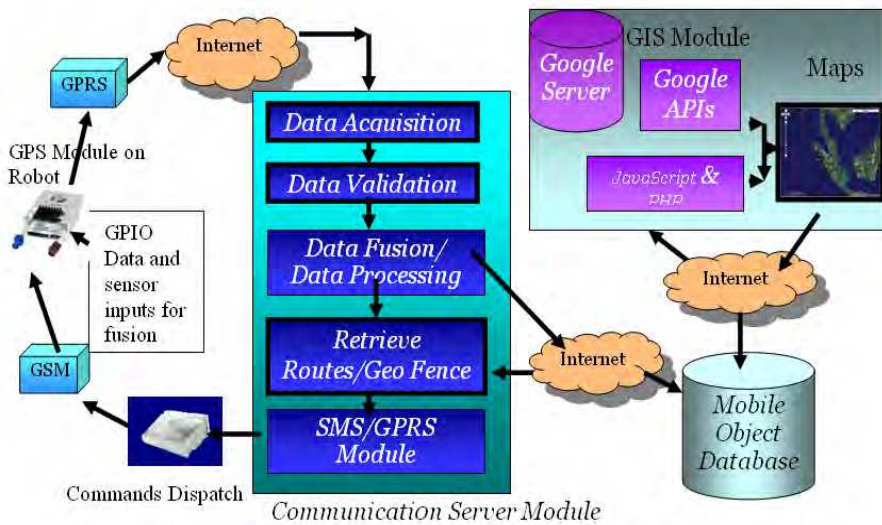 Internet
GPRS
GPS Module on
Robot
GPIO
Data and
sensor
inputs for
fusion
GSM
Commands Dispatch
Data Acquisition
Data Validation
Data Fusion/
Data Processing
Retrieve
Routes/Geo Fence
SMS/GPRS
Module
Communication Server Module
GIS Module
Google
Server
Google
APIs
Maps
JavaScript &
PHP
Internet
Internet
Mobile
Object
Database